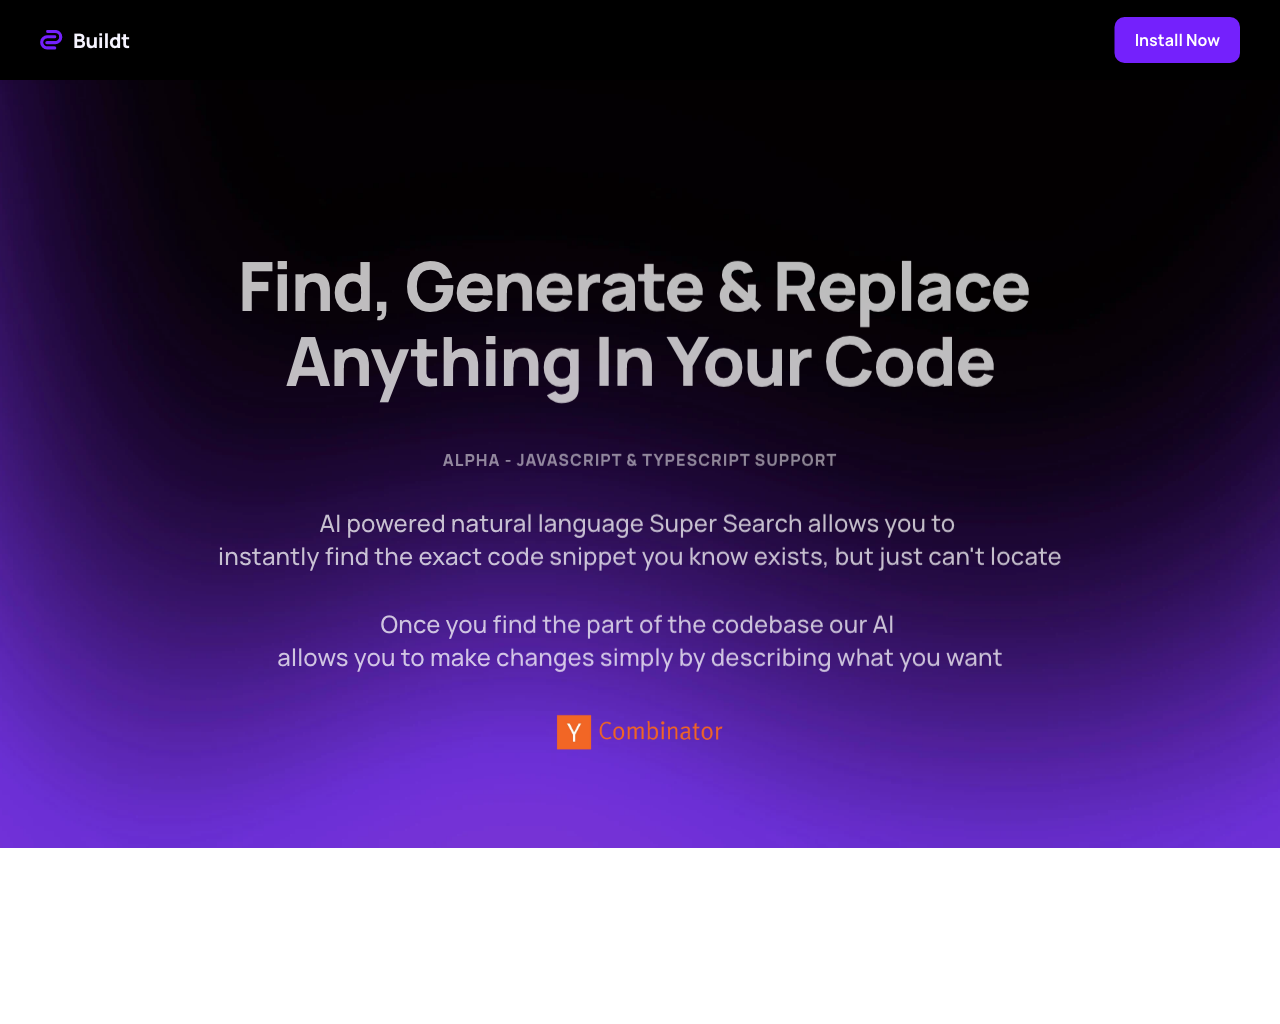 Buildt
Install Now
Find, Generate & Replace
Anything In Your Code
ALPHA - JAVASCRIPT & TYPESCRIPT SUPPORT
AI powered natural language Super Search allows you to
instantly find the exact code snippet you know exists, but just can't locate
Once you find the part of the codebase our AI
allows you to make changes simply by describing what you want
Y Combinator